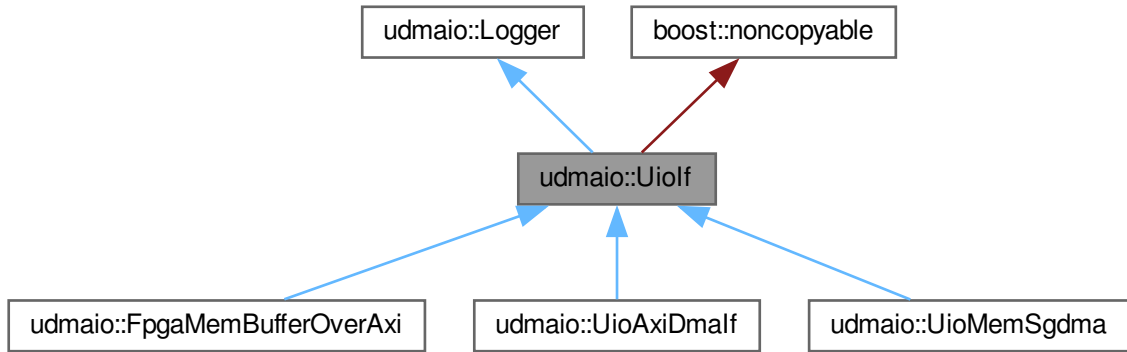 udmaio::Logger
boost::noncopyable
udmaio::UioIf
udmaio::FpgaMemBufferOverAxi
udmaio::UioAxiDmaIf
udmaio::UioMemSgdma